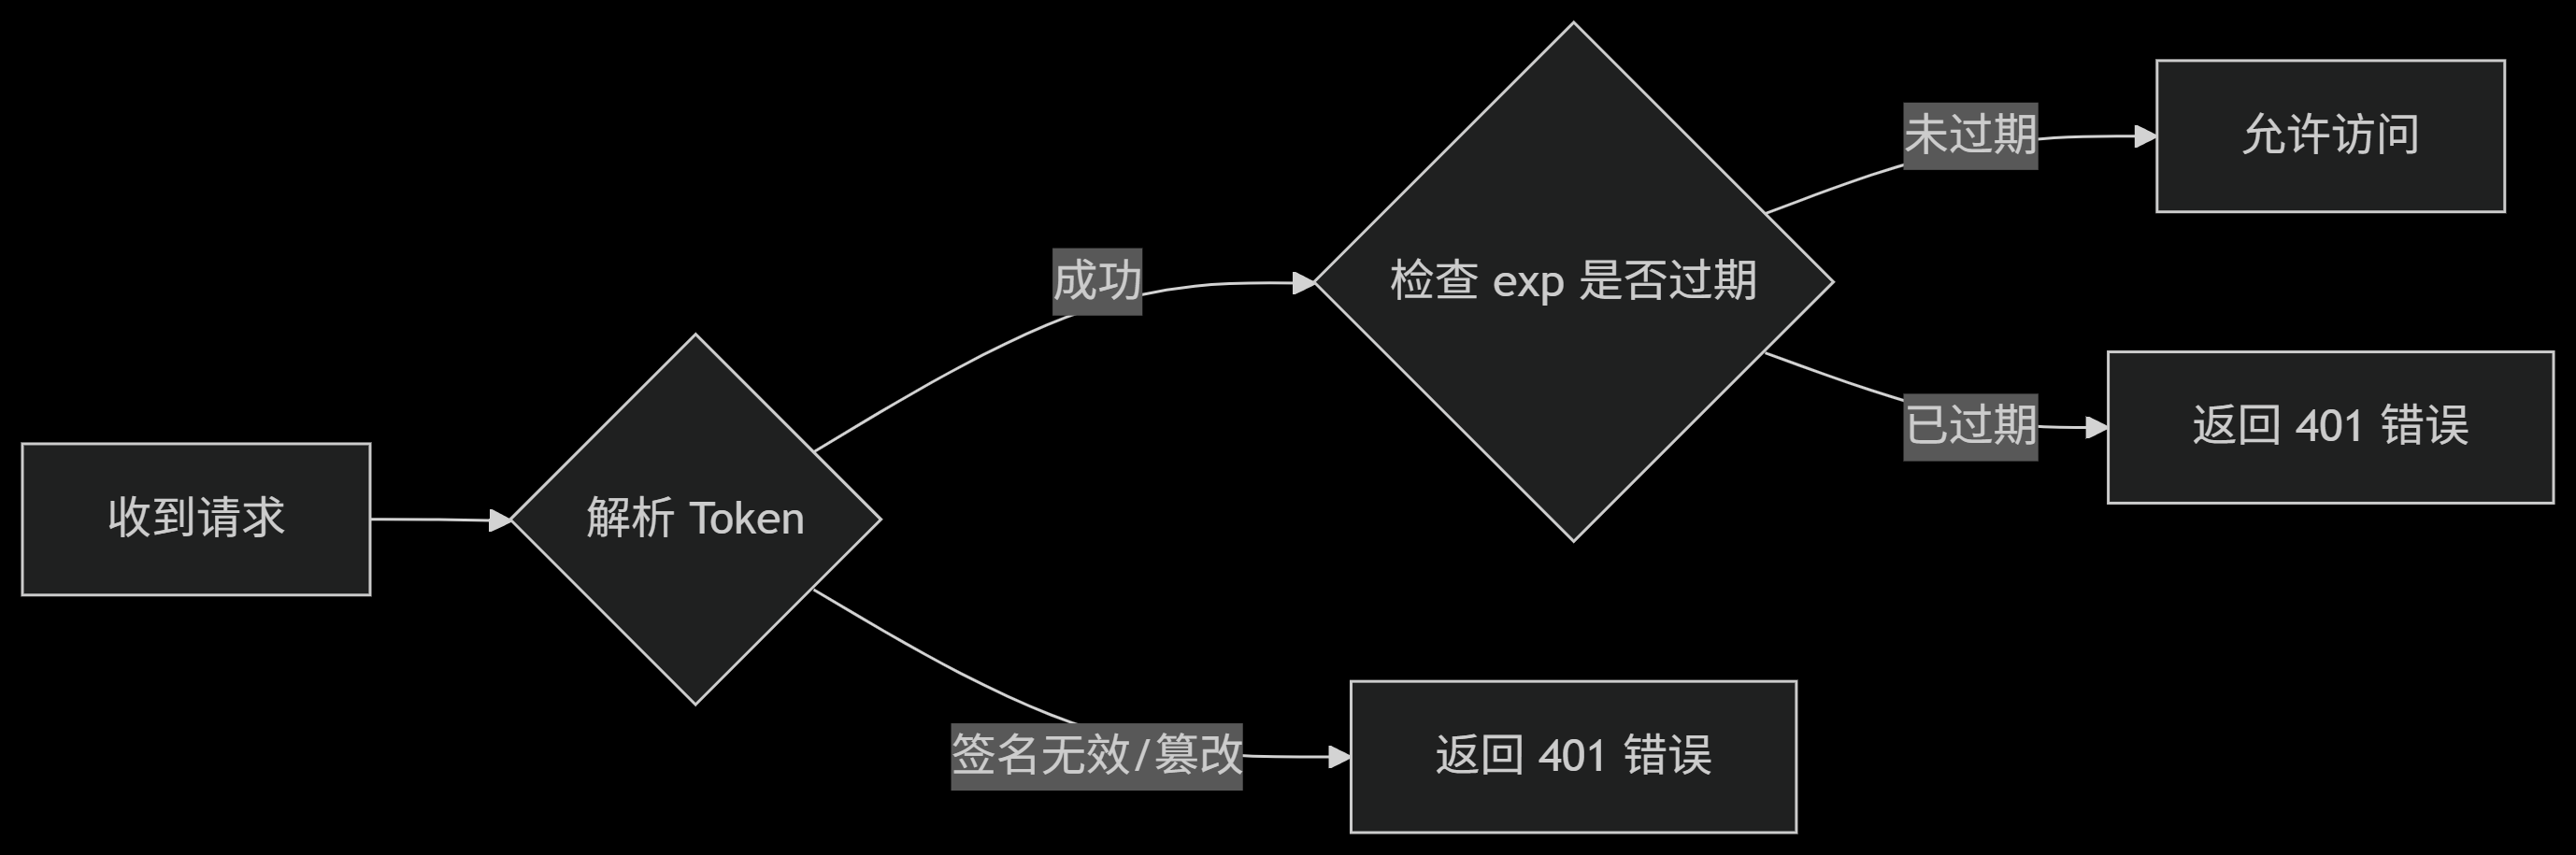 收到请求
解析 Token
成功
签名无效/篡改
检查 exp 是否过期
返回 401 错误
未过期
已过期
允许访问
返回 401 错误